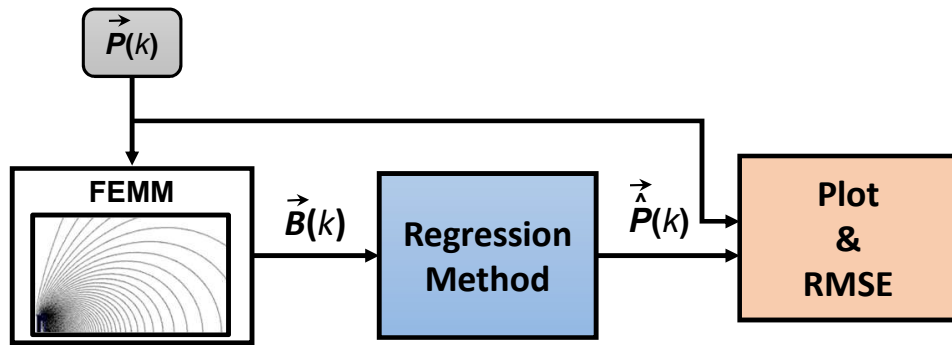 P⃗(k)
FEMM
B⃗(k)
Regression
Method
P̂⃗(k)
Plot
&
RMSE